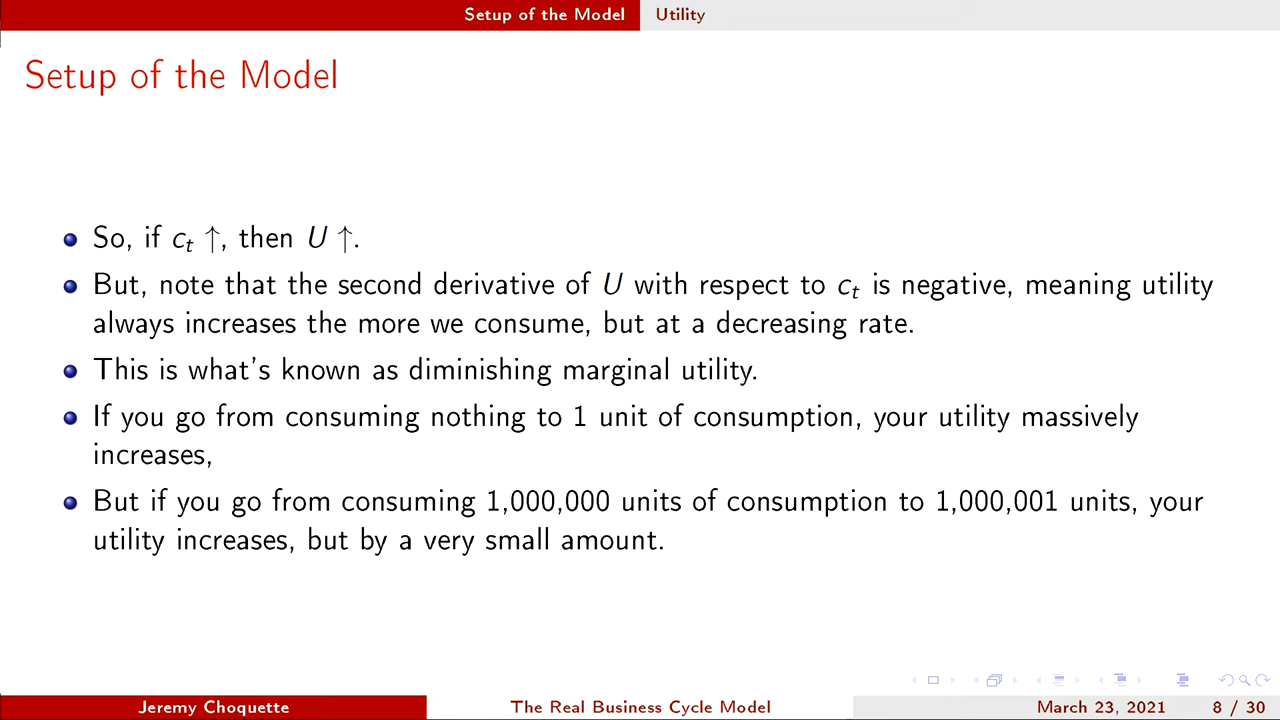 Setup of the Model Utility
Setup of the Model
So, if c_t ↑, then U ↑.
But, note that the second derivative of U with respect to c_t is negative, meaning utility
always increases the more we consume, but at a decreasing rate.
This is what's known as diminishing marginal utility.
If you go from consuming nothing to 1 unit of consumption, your utility massively
increases,
But if you go from consuming 1,000,000 units of consumption to 1,000,001 units, your
utility increases, but by a very small amount.
Jeremy Choquette The Real Business Cycle Model March 23, 2021 8 / 30